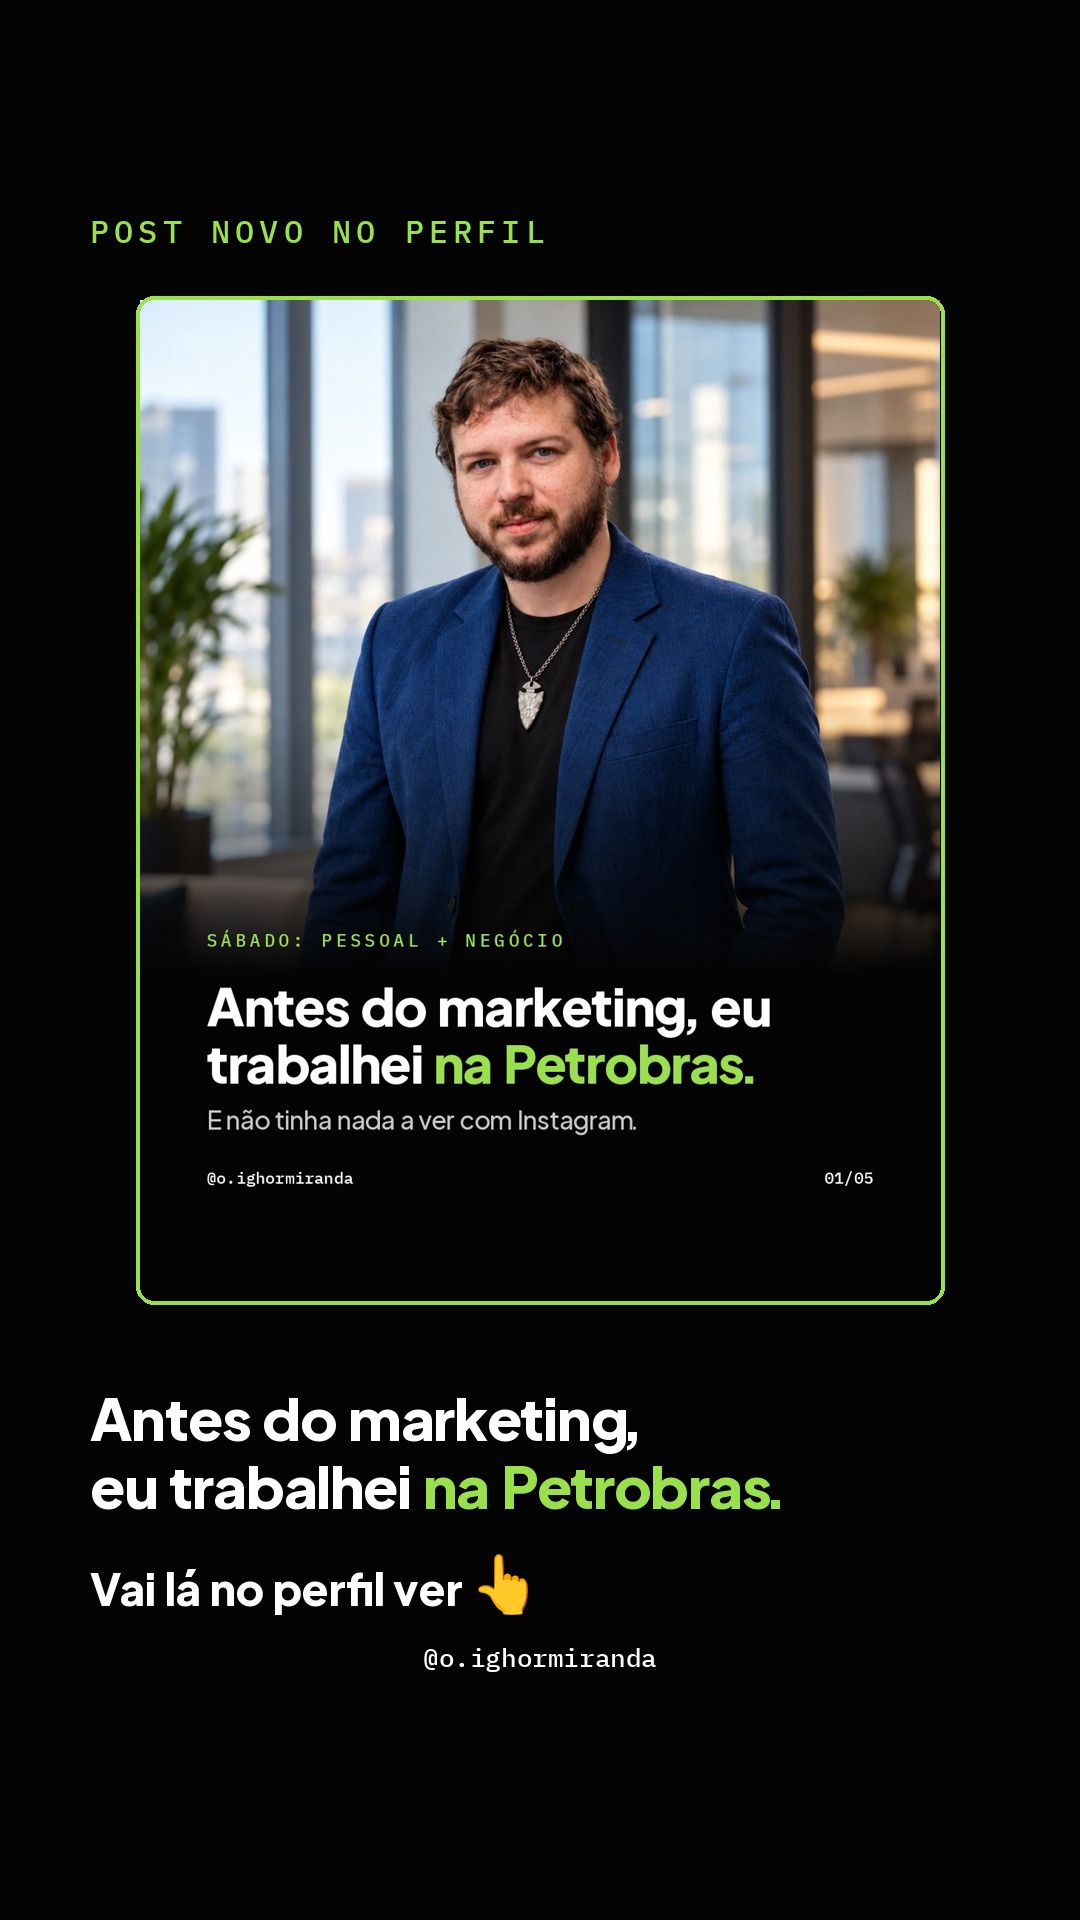 POST NOVO NO PERFIL
SÁBADO: PESSOAL + NEGÓCIO
Antes do marketing, eu
trabalhei na Petrobras.
E não tinha nada a ver com Instagram.
@o.ighormiranda
01/05
Antes do marketing,
eu trabalhei na Petrobras.
Vai lá no perfil ver 👆
@o.ighormiranda